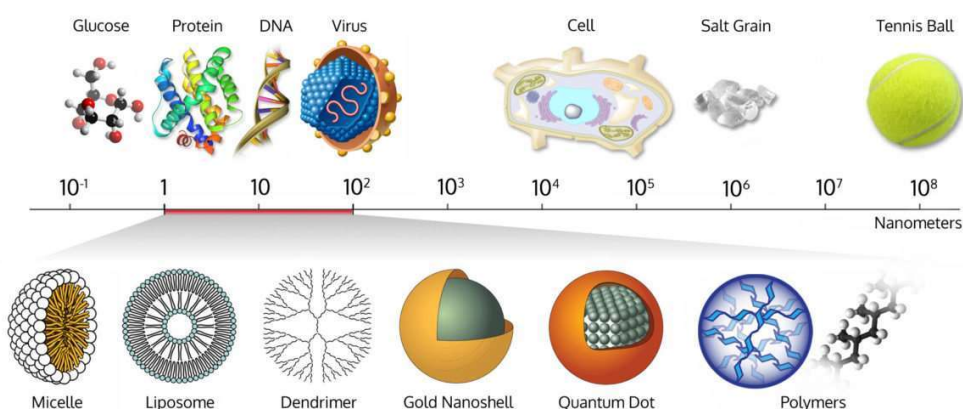 Glucose Protein DNA Virus Cell Salt Grain Tennis Ball
10⁻¹ 1 10 10² 10³ 10⁴ 10⁵ 10⁶ 10⁷ 10⁸
Nanometers
Micelle Liposome Dendrimer Gold Nanoshell Quantum Dot Polymers